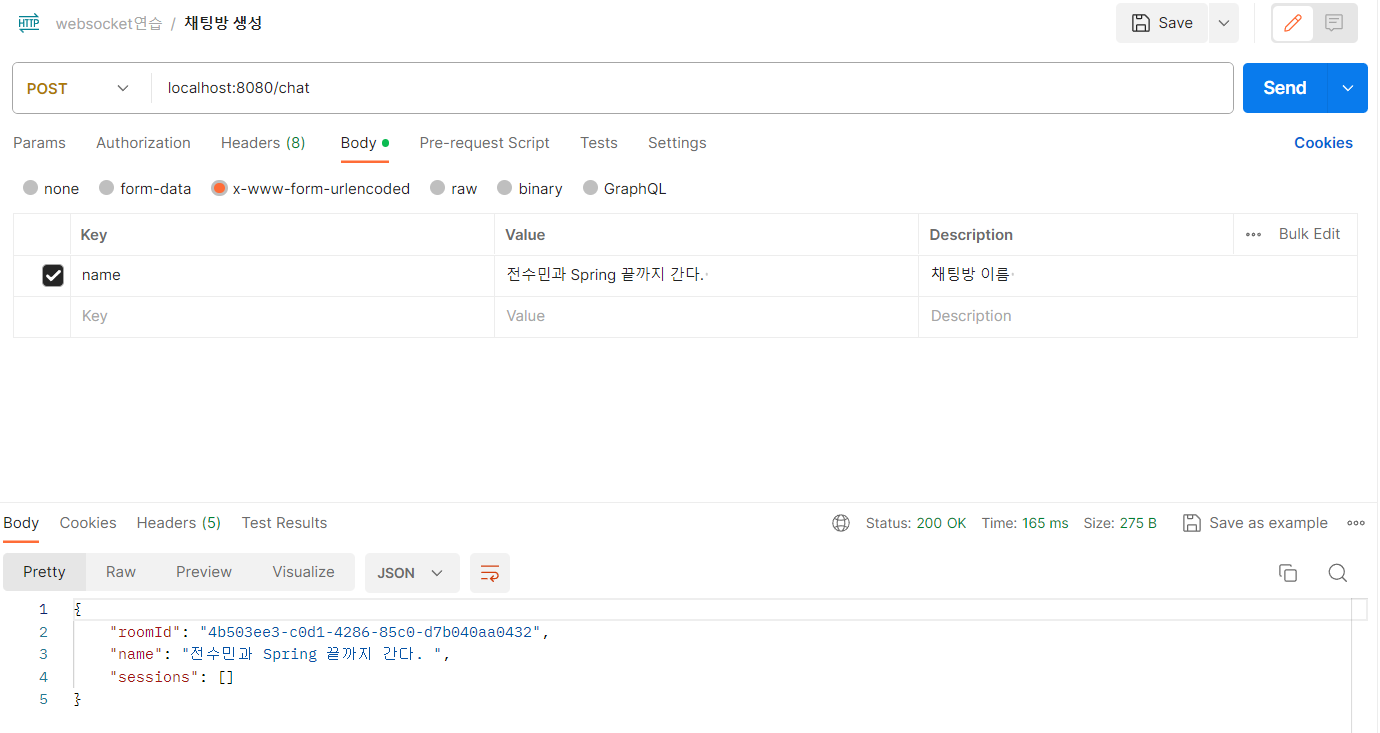 HTTP websocket연습 / 채팅방 생성 Save
POST localhost:8080/chat Send
Params Authorization Headers (8) Body Pre-request Script Tests Settings Cookies
none form-data x-www-form-urlencoded raw binary GraphQL
Key Value Description Bulk Edit
name 전수민과 Spring 끝까지 간다. 채팅방 이름
Key Value Description
Body Cookies Headers (5) Test Results Status: 200 OK Time: 165 ms Size: 275 B Save as example
Pretty Raw Preview Visualize JSON
1 {
2 "roomId": "4b503ee3-c0d1-4286-85c0-d7b040aa0432",
3 "name": "전수민과 Spring 끝까지 간다. ",
4 "sessions": []
5 }